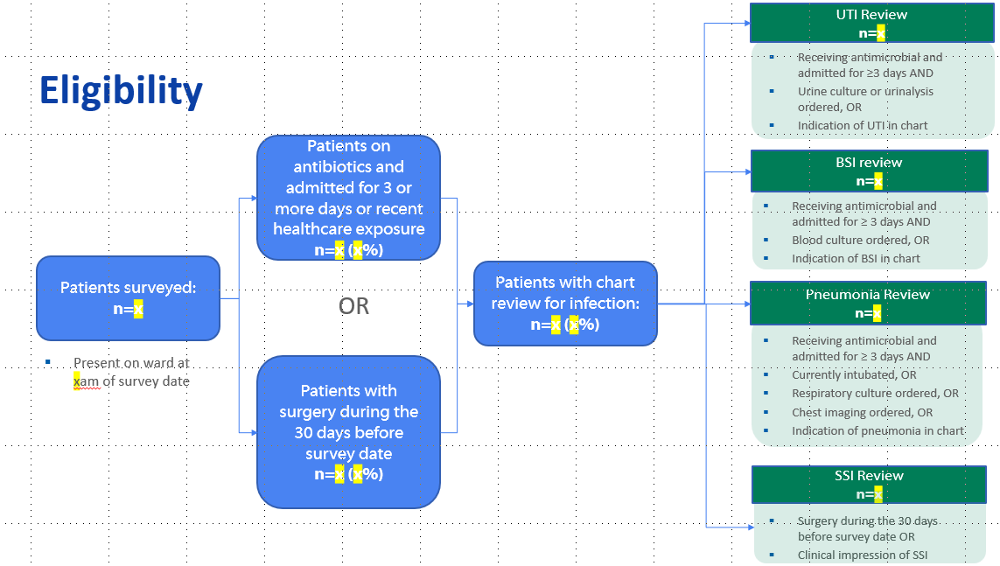 Eligibility
Patients surveyed:
n=x
Present on ward at
xam of survey date
Patients on
antibiotics and
admitted for 3 or
more days or recent
healthcare exposure
n=x (x%)
OR
Patients with
surgery during the
30 days before
survey date
n=x (x%)
Patients with chart
review for infection:
n=x (x%)
UTI Review
n=x
Receiving antimicrobial and
admitted for ≥3 days AND
Urine culture or urinalysis
ordered, OR
Indication of UTI in chart
BSI review
n=x
Receiving antimicrobial and
admitted for ≥ 3 days AND
Blood culture ordered, OR
Indication of BSI in chart
Pneumonia Review
n=x
Receiving antimicrobial and
admitted for ≥ 3 days AND
Currently intubated, OR
Respiratory culture ordered, OR
Chest imaging ordered, OR
Indication of pneumonia in chart
SSI Review
n=x
Surgery during the 30 days
before survey date OR
Clinical impression of SSI